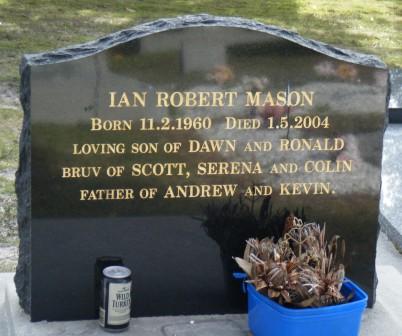 IAN ROBERT MASON
BORN 11.2.1960 DIED 1.5.2004
LOVING SON OF DAWN AND RONALD
BRUV OF SCOTT, SERENA AND COLIN
FATHER OF ANDREW AND KEVIN.
WILD
TURKEY